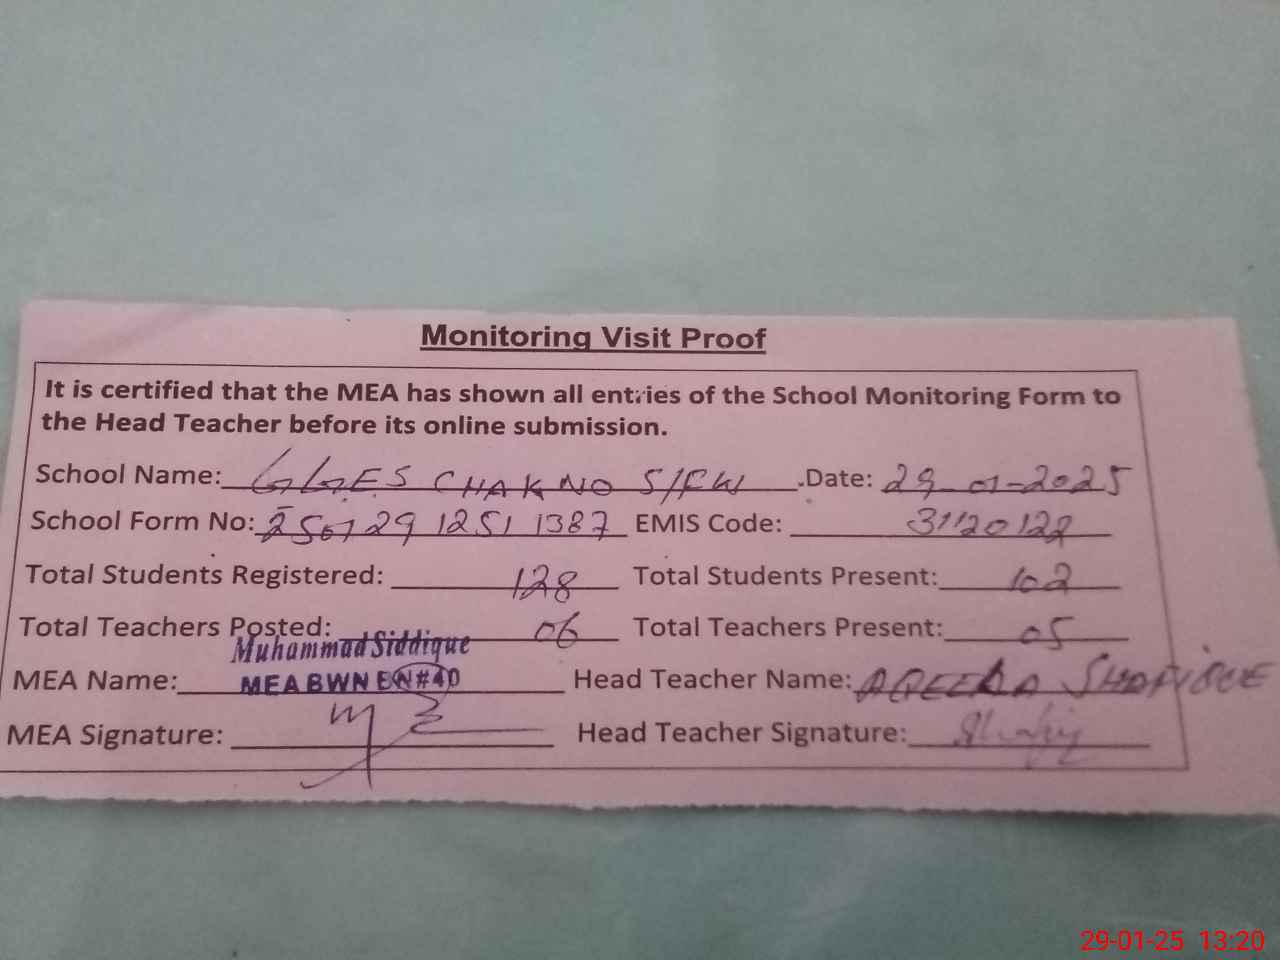 Monitoring Visit Proof
It is certified that the MEA has shown all entries of the School Monitoring Form to
the Head Teacher before its online submission.
School Name: GGES CHAK NO 5/FW .Date: 29-01-2025
School Form No: 250129 1251 1387 EMIS Code: 31120122
Total Students Registered: 128 Total Students Present: 102
Total Teachers Posted: 06 Total Teachers Present: 05
Muhammad Siddique
MEA Name: MEA BWN BN#40 Head Teacher Name: AQEELA SHAFIQUE
MEA Signature: Head Teacher Signature:
29-01-25 13:20